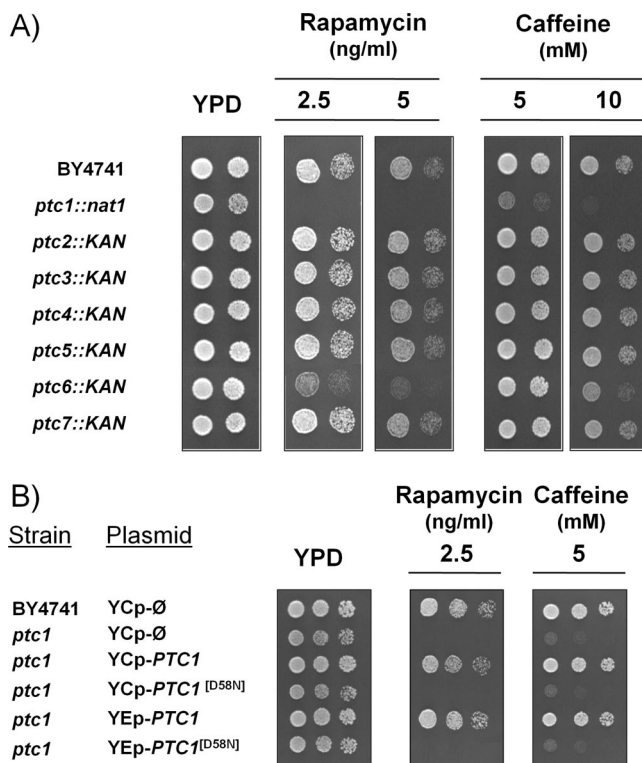 A)
Rapamycin Caffeine
(ng/ml) (mM)
YPD 2.5 5 5 10
BY4741
ptc1::nat1
ptc2::KAN
ptc3::KAN
ptc4::KAN
ptc5::KAN
ptc6::KAN
ptc7::KAN
B)
Rapamycin Caffeine
Strain Plasmid (ng/ml) (mM)
YPD 2.5 5
BY4741 YCp-Ø
ptc1 YCp-Ø
ptc1 YCp-PTC1
ptc1 YCp-PTC1 [D58N]
ptc1 YEp-PTC1
ptc1 YEp-PTC1[D58N]